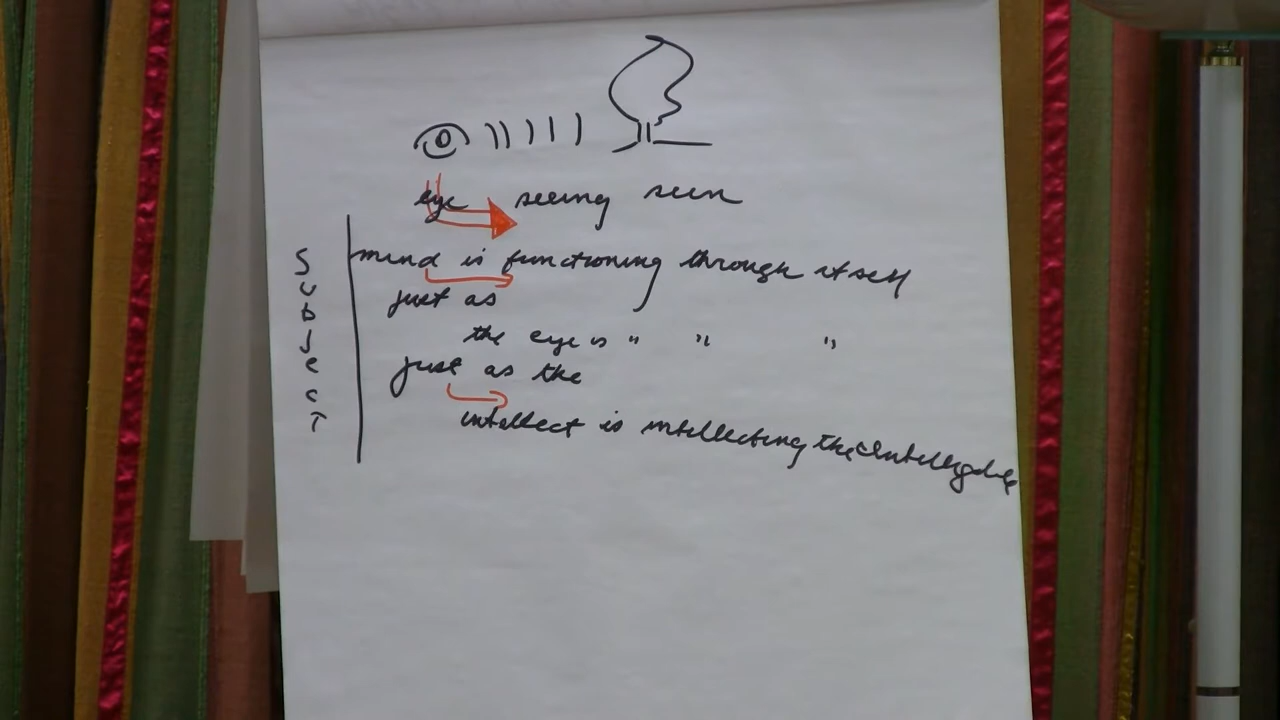 eye seeing seen
Subject
mind is functioning through itself
just as
the eye is " " "
just as the
intellect is intellecting the intelligible